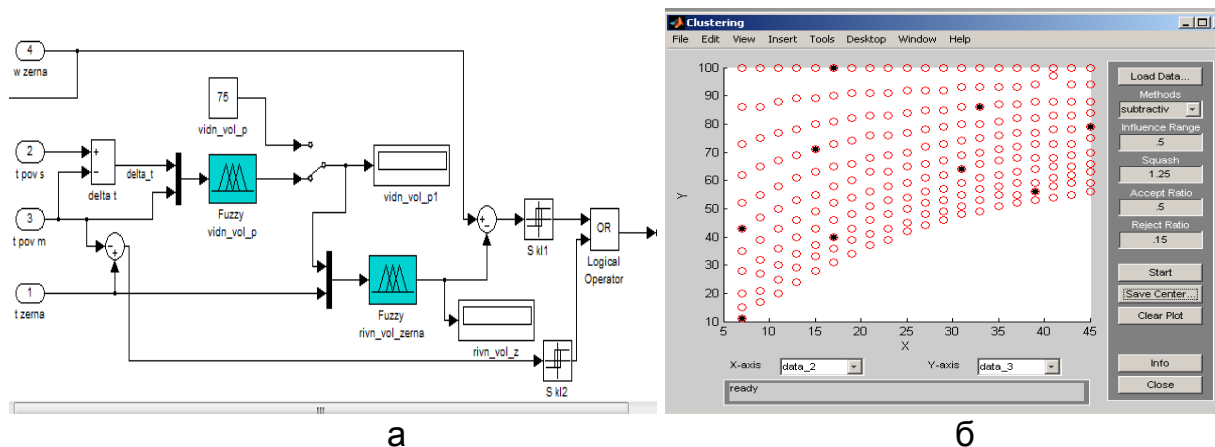 4
w zerna
75
vidn_vol_p
2
t pov s
+
-
delta t
delta_t
Fuzzy
vidn_vol_p
vidn_vol_p1
3
t pov m
-
+
1
t zerna
Fuzzy
rivn_vol_zerna
rivn_vol_z
+
-
S kl1
OR
Logical
Operator
S kl2
а
Clustering
File Edit View Insert Tools Desktop Window Help
100
90
80
70
60
50
40
30
20
10
Y
5 10 15 20 25 30 35 40 45
X
X-axis data_2 Y-axis data_3
ready
Load Data...
Methods
subtractiv
Influence Range
.5
Squash
1.25
Accept Ratio
.5
Reject Ratio
.15
Start
Save Center...
Clear Plot
Info
Close
б